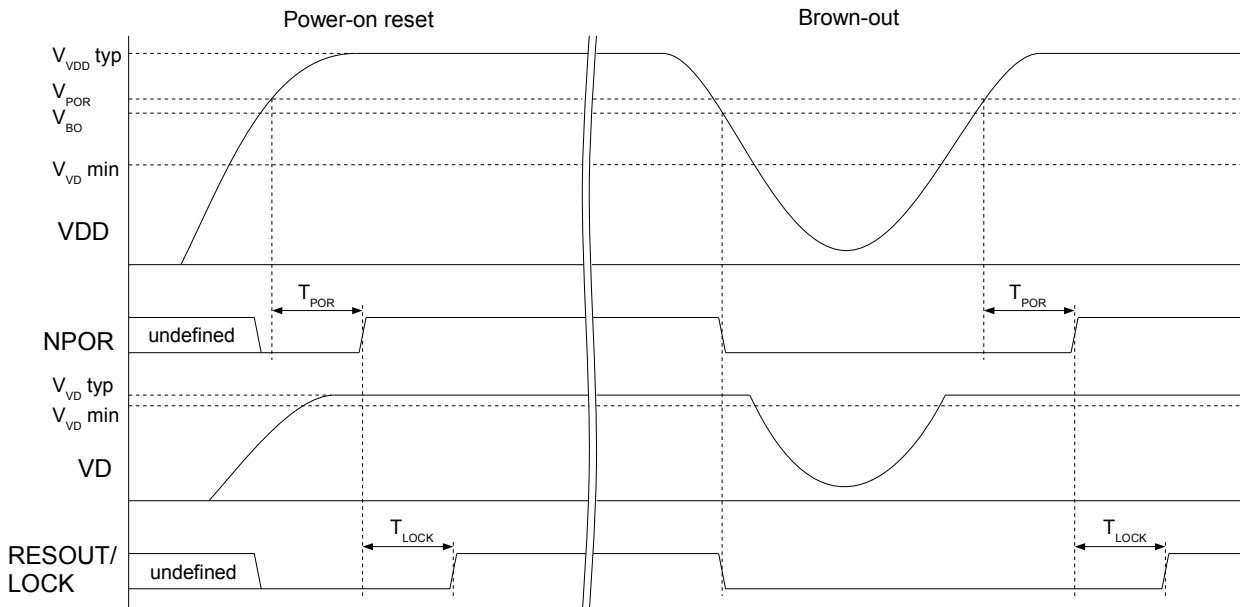 Power-on reset
Brown-out
V_VDD typ
V_POR
V_BO
V_VD min
VDD
T_POR
T_POR
NPOR
undefined
V_VD typ
V_VD min
VD
T_LOCK
T_LOCK
RESOUT/
LOCK
undefined